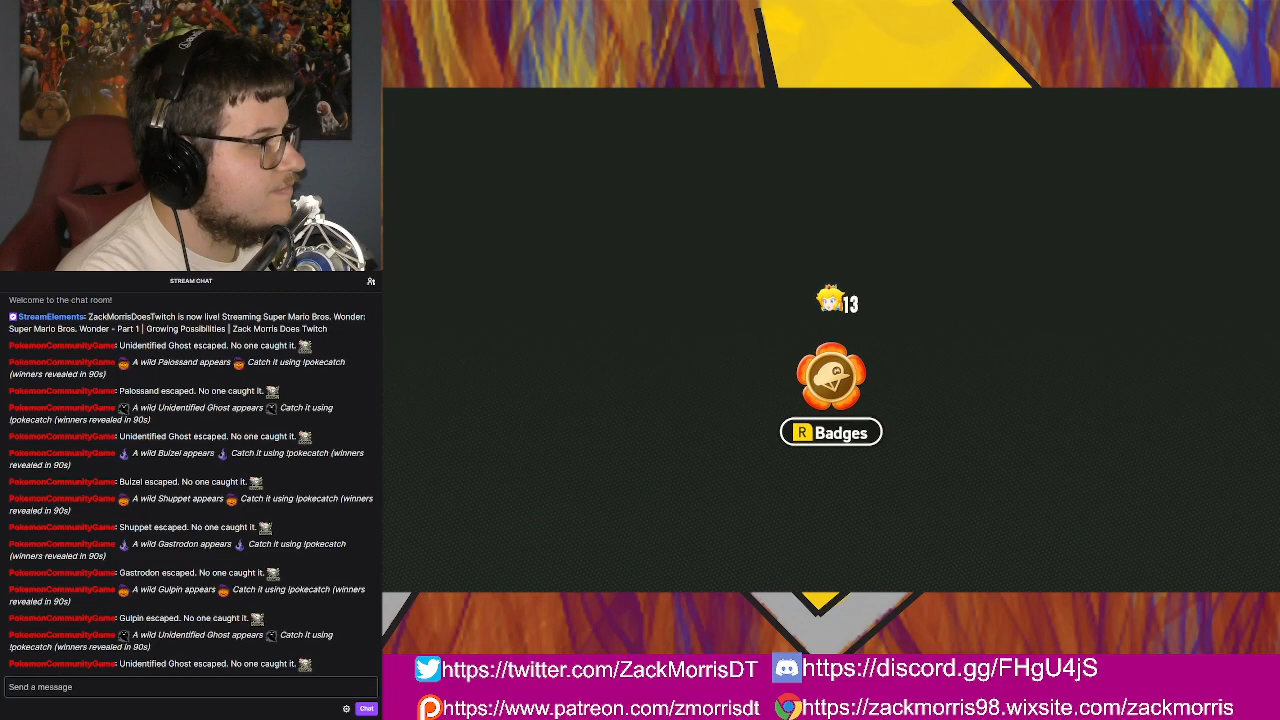 STREAM CHAT
Welcome to the chat room!
StreamElements: ZackMorrisDoesTwitch is now live! Streaming Super Mario Bros. Wonder:
Super Mario Bros. Wonder - Part 1 | Growing Possibilities || Zack Morris Does Twitch
PokemonCommunityGame: Unidentified Ghost escaped. No one caught it.
PokemonCommunityGame A wild Palossand appears Catch it using !pokecatch
(winners revealed in 90s)
PokemonCommunityGame: Palossand escaped. No one caught it.
PokemonCommunityGame A wild Unidentified Ghost appears Catch it using
!pokecatch (winners revealed in 90s)
PokemonCommunityGame: Unidentified Ghost escaped. No one caught it.
PokemonCommunityGame A wild Buizel appears Catch it using !pokecatch (winners
revealed in 90s)
PokemonCommunityGame: Buizel escaped. No one caught it.
PokemonCommunityGame A wild Shuppet appears Catch it using !pokecatch (winners
revealed in 90s)
PokemonCommunityGame: Shuppet escaped. No one caught it.
PokemonCommunityGame A wild Gastrodon appears Catch it using !pokecatch
(winners revealed in 90s)
PokemonCommunityGame: Gastrodon escaped. No one caught it.
PokemonCommunityGame A wild Gulpin appears Catch it using !pokecatch (winners
revealed in 90s)
PokemonCommunityGame: Gulpin escaped. No one caught it.
PokemonCommunityGame A wild Unidentified Ghost appears Catch it using
!pokecatch (winners revealed in 90s)
PokemonCommunityGame: Unidentified Ghost escaped. No one caught it.
Send a message
Chat
13
R Badges
https://twitter.com/ZackMorrisDT
https://discord.gg/FHgU4jS
https://www.patreon.com/zmorrisdt
https://zackmorris98.wixsite.com/zackmorris